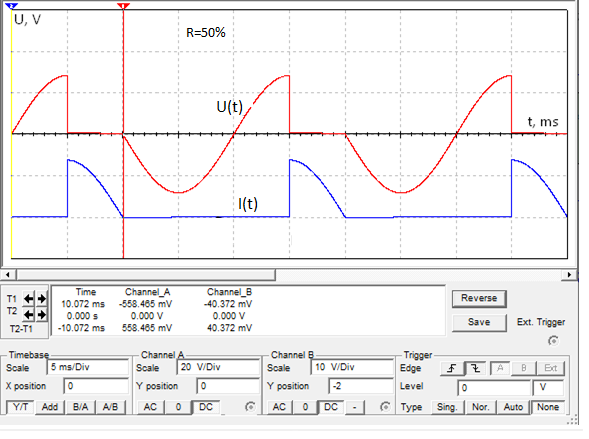 2
1
U, V
R=50%
U(t)
t, ms
I(t)
Time Channel_A Channel_B
T1 10.072 ms -558.465 mV -40.372 mV
T2 0.000 s 0.000 V 0.000 V
T2-T1 -10.072 ms 558.465 mV 40.372 mV
Reverse
Save Ext. Trigger
Timebase Channel A Channel B Trigger
Scale 5 ms/Div Scale 20 V/Div Scale 10 V/Div Edge A B Ext
X position 0 Y position 0 Y position -2 Level 0 V
Y/T Add B/A A/B AC 0 DC AC 0 DC - Type Sing. Nor. Auto None